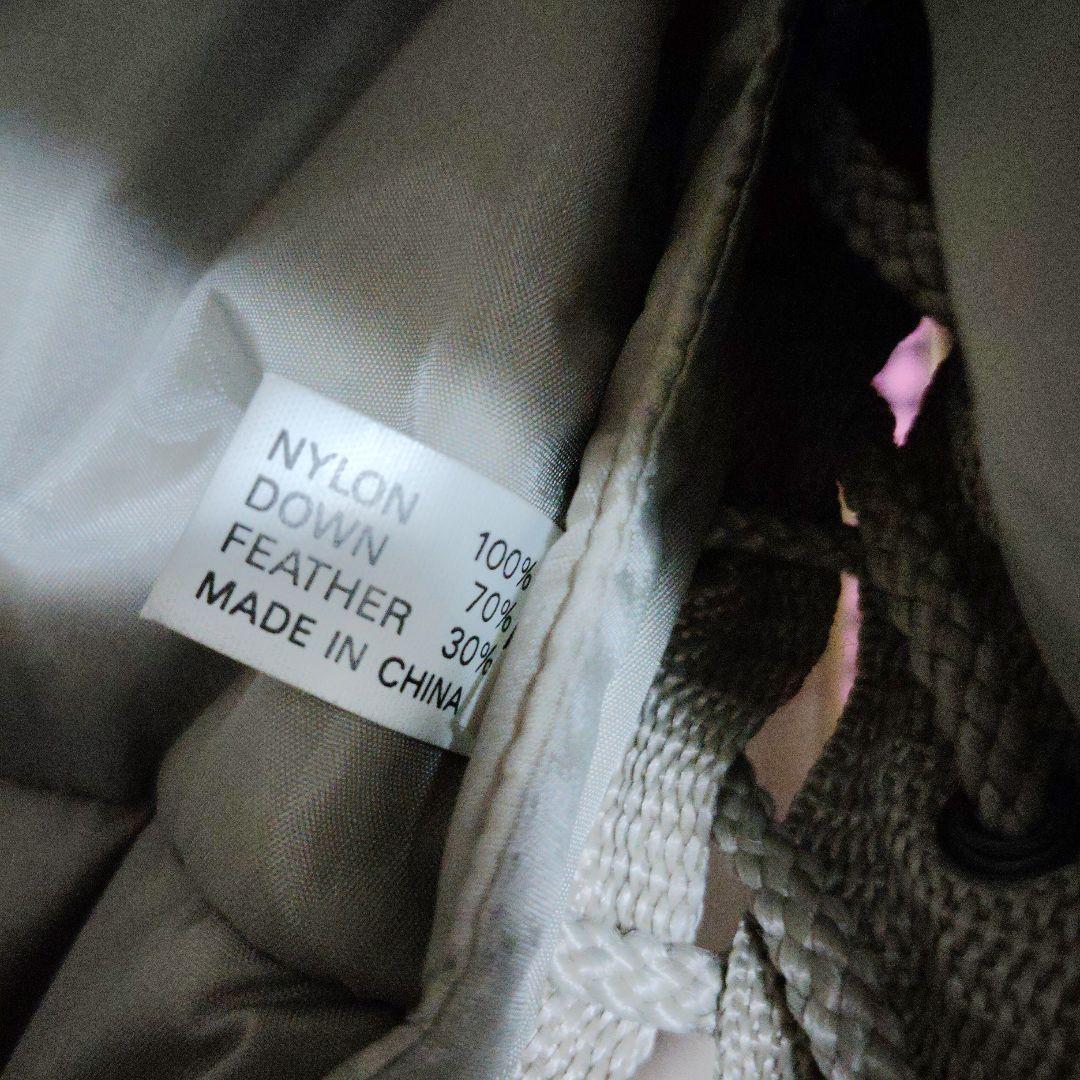 NYLON 100%
DOWN 70%
FEATHER 30%
MADE IN CHINA